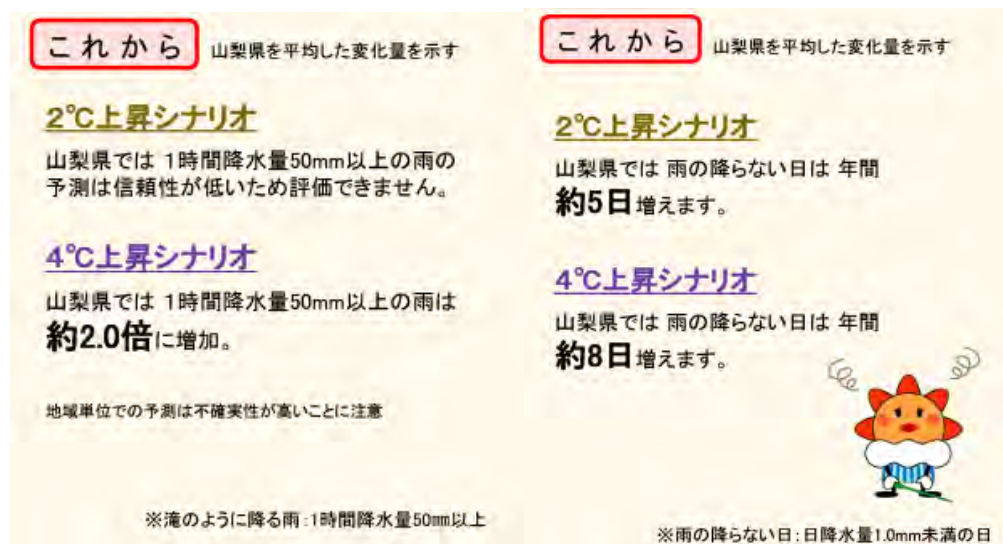 これから 山梨県を平均した変化量を示す
2℃上昇シナリオ
山梨県では 1時間降水量50mm以上の雨の
予測は信頼性が低いため評価できません。
4℃上昇シナリオ
山梨県では 1時間降水量50mm以上の雨は
約2.0倍に増加。
地域単位での予測は不確実性が高いことに注意
※滝のように降る雨:1時間降水量50㎜以上
これから 山梨県を平均した変化量を示す
2℃上昇シナリオ
山梨県では 雨の降らない日は 年間
約5日増えます。
4℃上昇シナリオ
山梨県では 雨の降らない日は 年間
約8日増えます。
※雨の降らない日:日降水量1.0mm未満の日